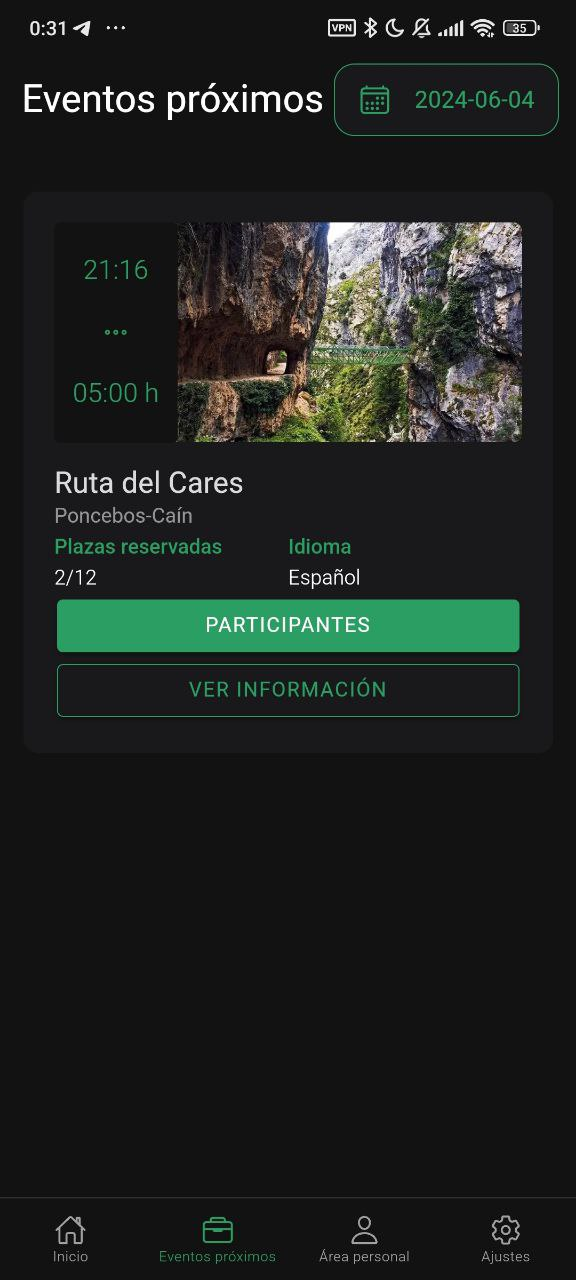 0:31
VPN
35
Eventos próximos
2024-06-04
21:16
05:00 h
Ruta del Cares
Poncebos-Caín
Plazas reservadas Idioma
2/12 Español
PARTICIPANTES
VER INFORMACIÓN
Inicio Eventos próximos Área personal Ajustes